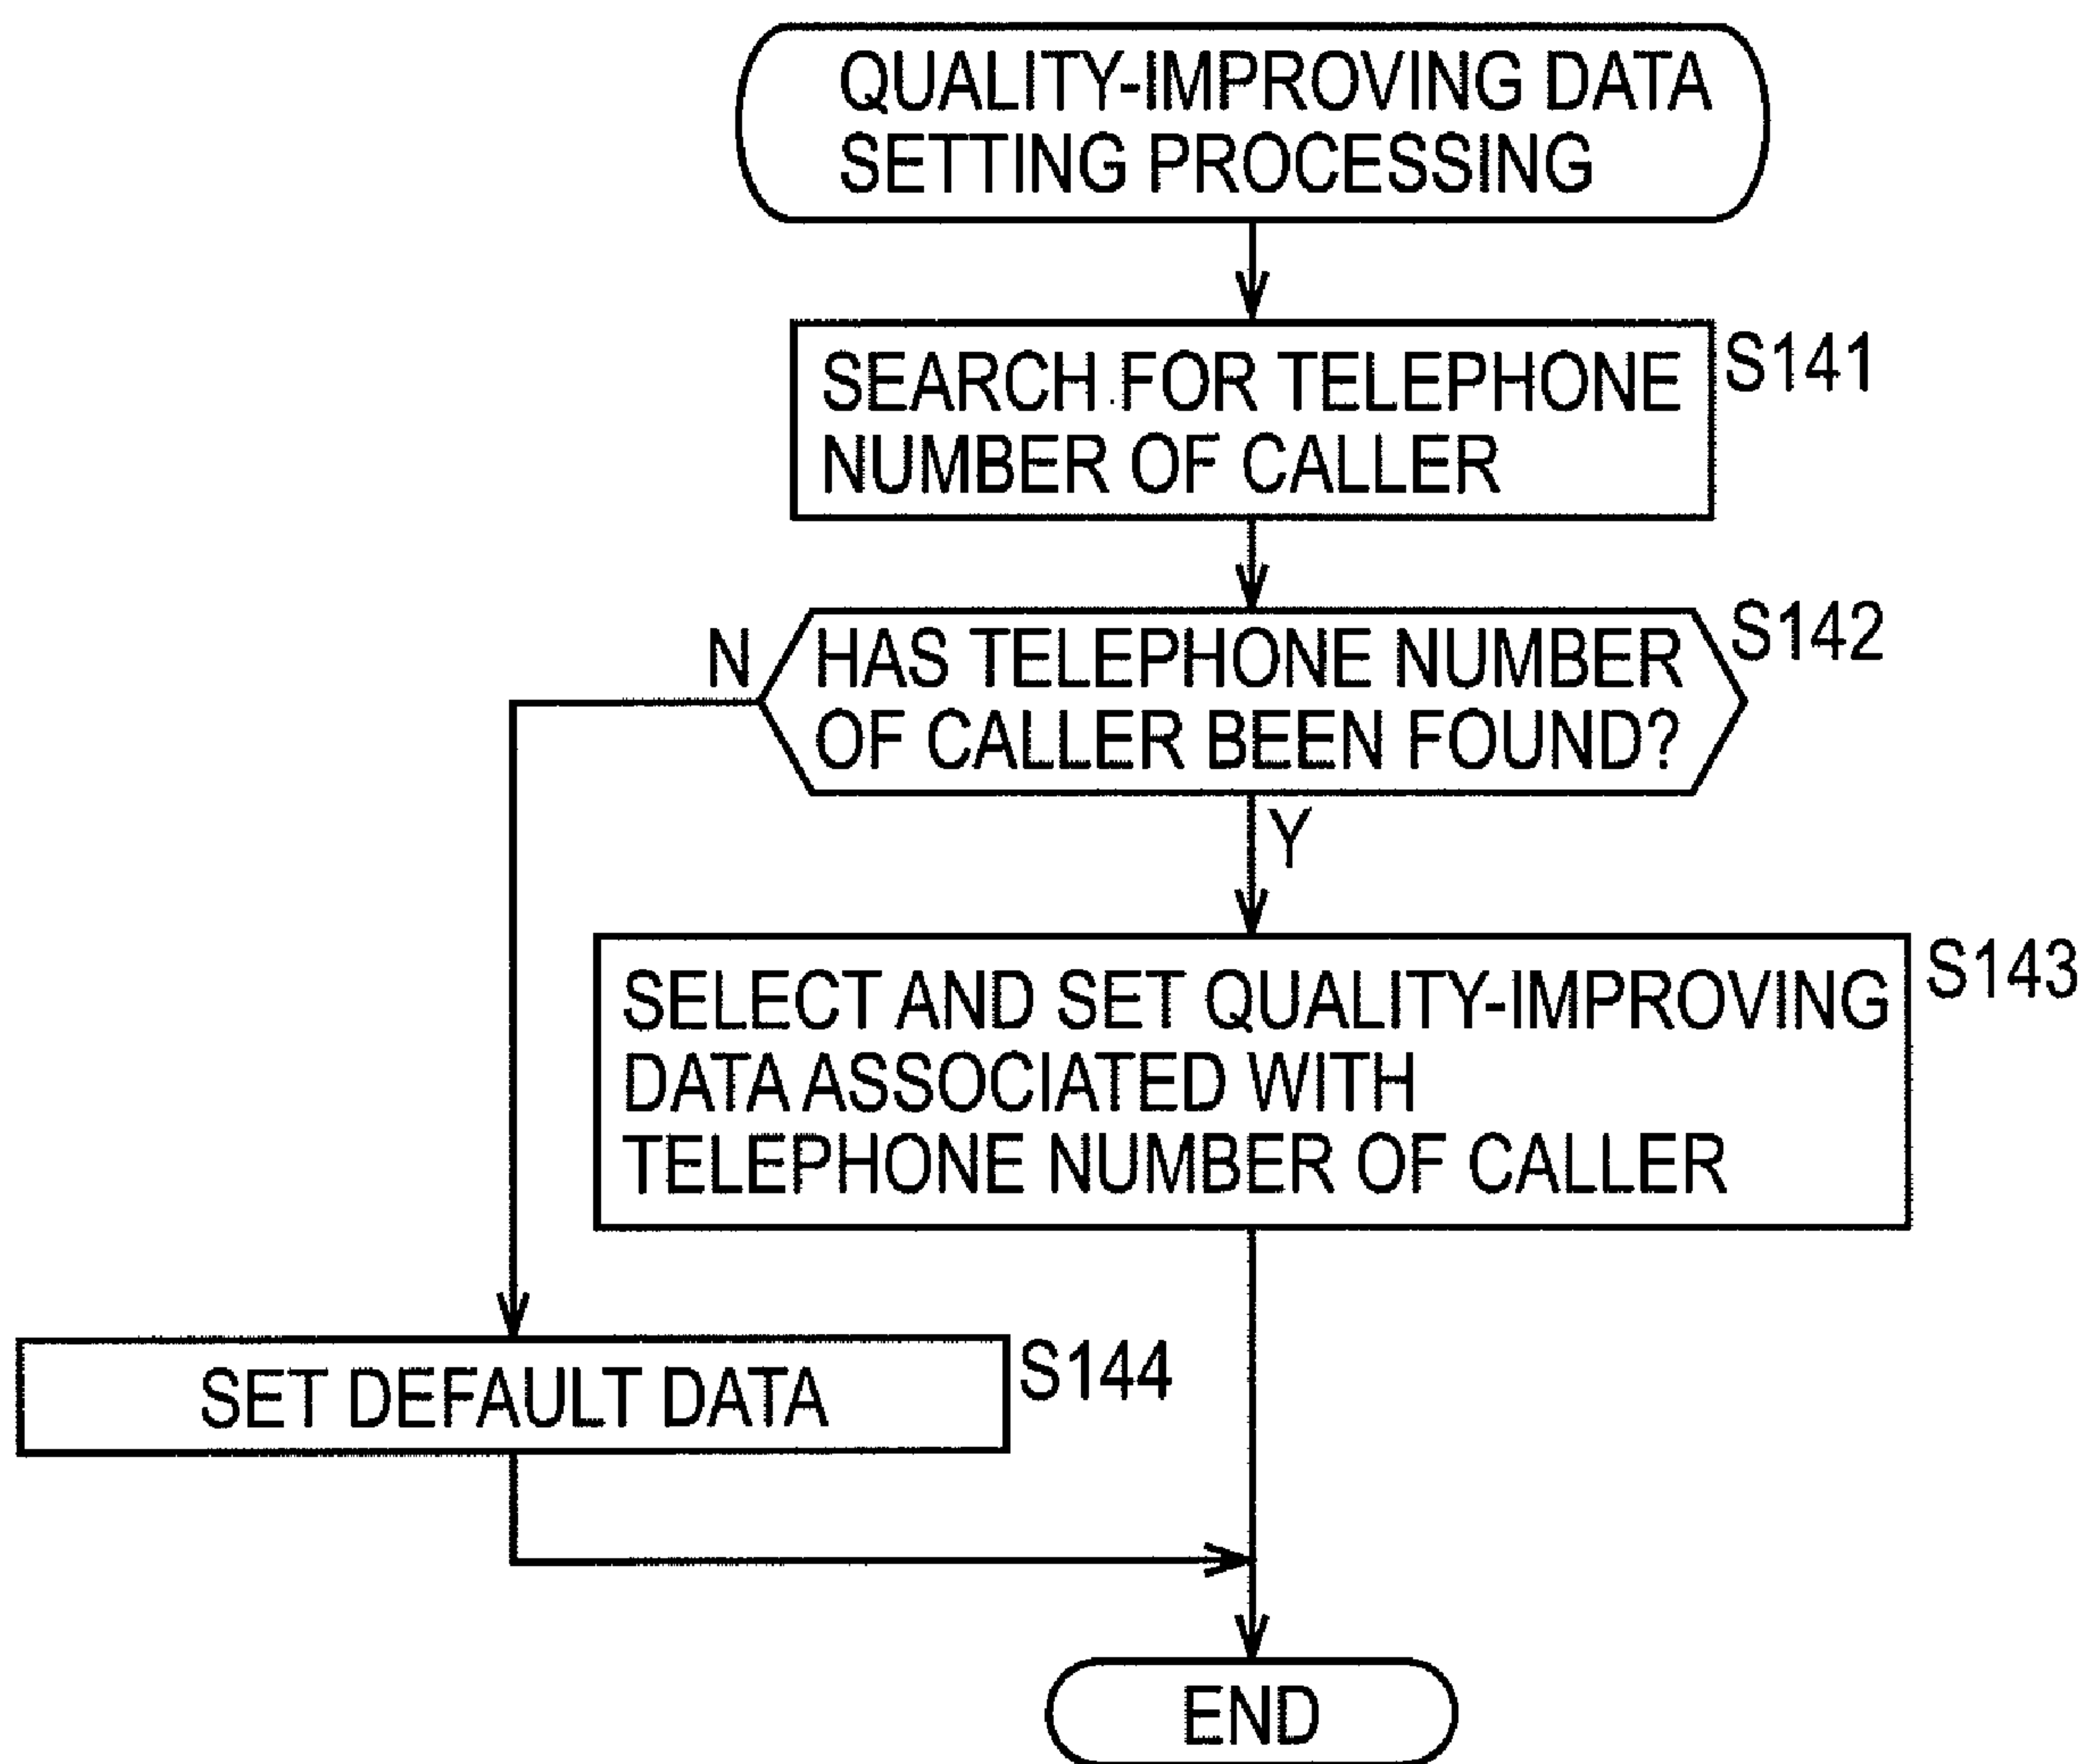 QUALITY-IMPROVING DATA
SETTING PROCESSING
SEARCH FOR TELEPHONE
NUMBER OF CALLER
S141
HAS TELEPHONE NUMBER
OF CALLER BEEN FOUND?
S142
N
Y
SELECT AND SET QUALITY-IMPROVING
DATA ASSOCIATED WITH
TELEPHONE NUMBER OF CALLER
S143
SET DEFAULT DATA
S144
END